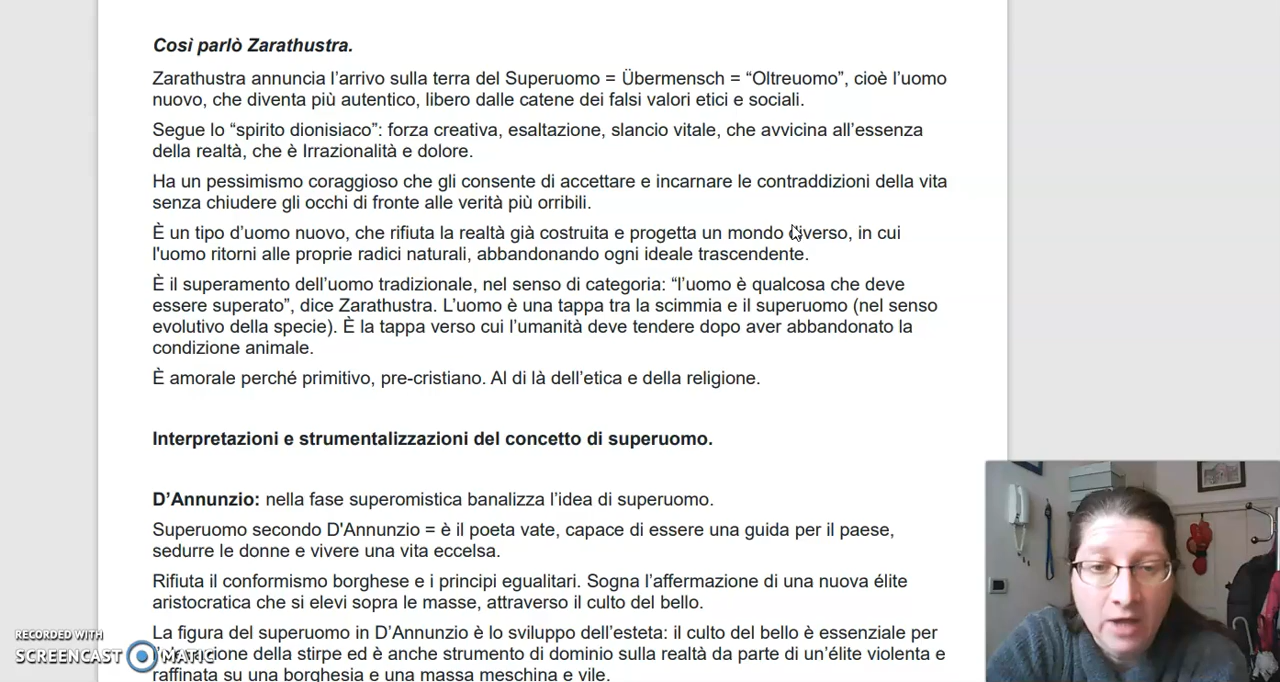 Così parlò Zarathustra.
Zarathustra annuncia l’arrivo sulla terra del Superuomo = Übermensch = “Oltreuomo”, cioè l’uomo
nuovo, che diventa più autentico, libero dalle catene dei falsi valori etici e sociali.
Segue lo “spirito dionisiaco”: forza creativa, esaltazione, slancio vitale, che avvicina all’essenza
della realtà, che è Irrazionalità e dolore.
Ha un pessimismo coraggioso che gli consente di accettare e incarnare le contraddizioni della vita
senza chiudere gli occhi di fronte alle verità più orribili.
È un tipo d’uomo nuovo, che rifiuta la realtà già costruita e progetta un mondo diverso, in cui
l'uomo ritorni alle proprie radici naturali, abbandonando ogni ideale trascendente.
È il superamento dell’uomo tradizionale, nel senso di categoria: “l’uomo è qualcosa che deve
essere superato”, dice Zarathustra. L’uomo è una tappa tra la scimmia e il superuomo (nel senso
evolutivo della specie). È la tappa verso cui l’umanità deve tendere dopo aver abbandonato la
condizione animale.
È amorale perché primitivo, pre-cristiano. Al di là dell’etica e della religione.
Interpretazioni e strumentalizzazioni del concetto di superuomo.
D’Annunzio: nella fase superomistica banalizza l’idea di superuomo.
Superuomo secondo D'Annunzio = è il poeta vate, capace di essere una guida per il paese,
sedurre le donne e vivere una vita eccelsa.
Rifiuta il conformismo borghese e i principi egualitari. Sogna l’affermazione di una nuova élite
aristocratica che si elevi sopra le masse, attraverso il culto del bello.
La figura del superuomo in D’Annunzio è lo sviluppo dell’esteta: il culto del bello è essenziale per
della stirpe ed è anche strumento di dominio sulla realtà da parte di un’élite violenta e
raffinata su una borghesia e una massa meschina e vile.
RECORDED WITH
SCREENCAST MATIC